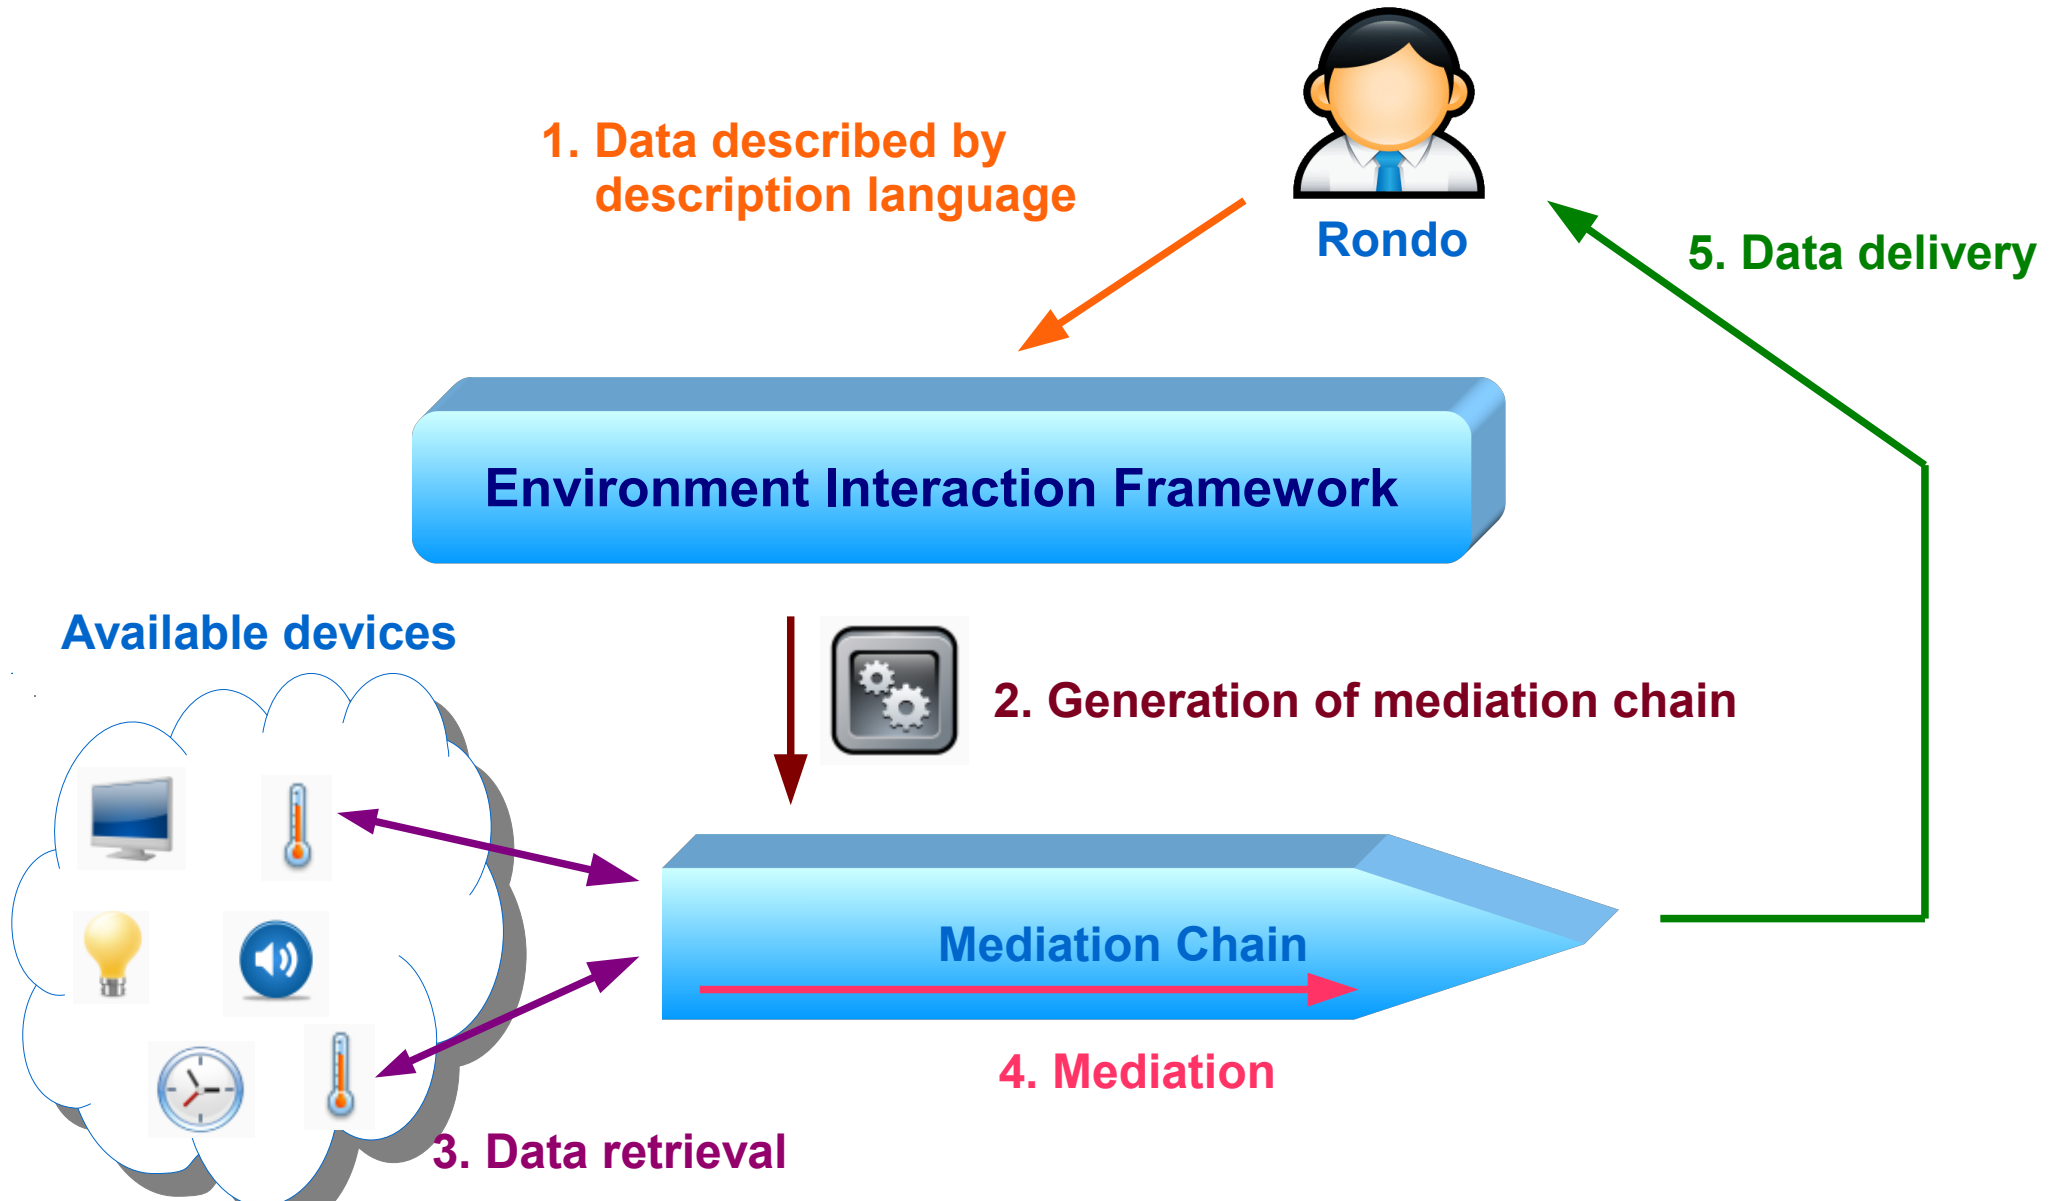 1. Data described by
description language
Rondo
5. Data delivery
Environment Interaction Framework
Available devices
2. Generation of mediation chain
Mediation Chain
4. Mediation
3. Data retrieval